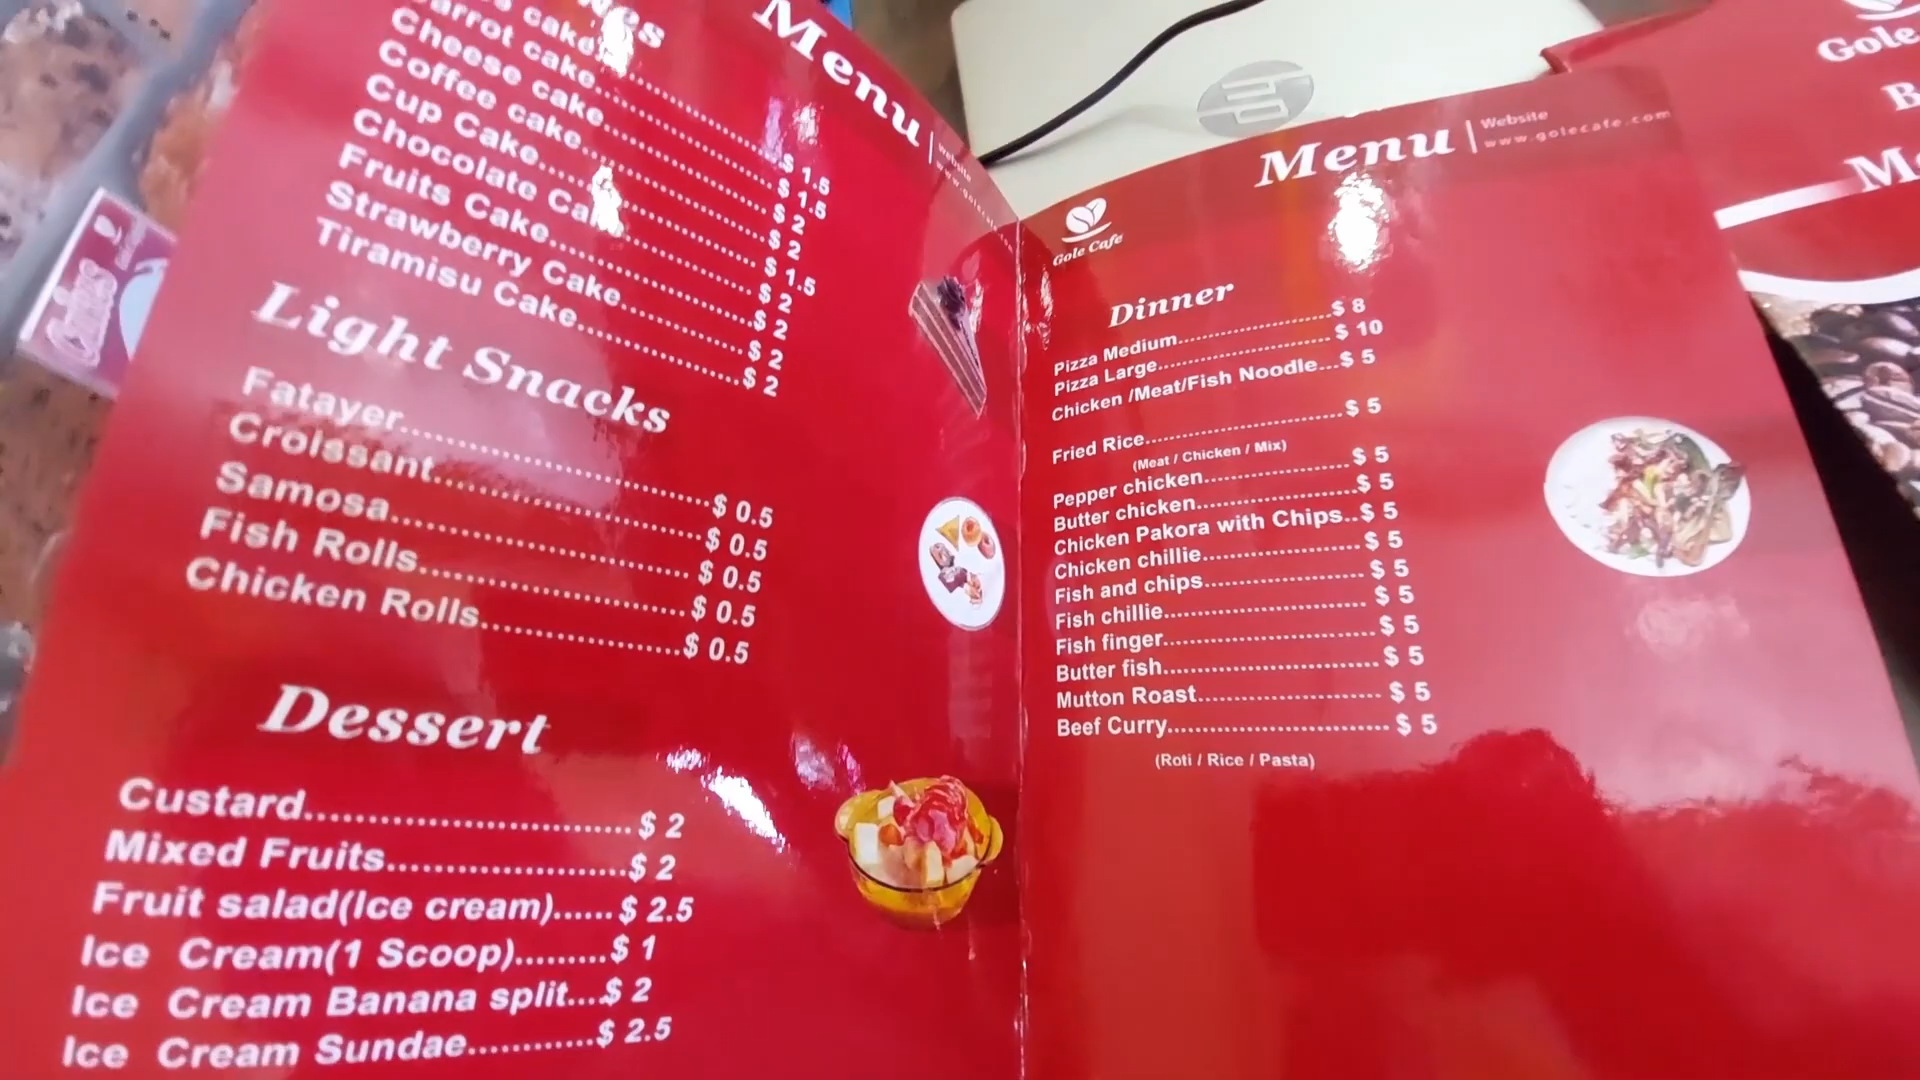 Menu
website
cake $ 1.5
arrot cake $ 1.5
Cheese cake $ 2
Coffee cake $ 2
Cup Cake $ 1.5
Chocolate Ca $ 2
Fruits Cake $ 2
Strawberry Cake $ 2
Tiramisu Cake $ 2
Light Snacks
Fatayer $ 0.5
Croissant $ 0.5
Samosa $ 0.5
Fish Rolls $ 0.5
Chicken Rolls $ 0.5
Dessert
Custard $ 2
Mixed Fruits $ 2
Fruit salad(Ice cream) $ 2.5
Ice Cream(1 Scoop) $ 1
Ice Cream Banana split $ 2
Ice Cream Sundae $ 2.5
Menu
Website
www.golecafe.com
Gole Cafe
Dinner
Pizza Medium $ 8
Pizza Large $ 10
Chicken /Meat/Fish Noodle $ 5
Fried Rice $ 5
(Meat / Chicken / Mix)
Pepper chicken $ 5
Butter chicken $ 5
Chicken Pakora with Chips $ 5
Chicken chillie $ 5
Fish and chips $ 5
Fish chillie $ 5
Fish finger $ 5
Butter fish $ 5
Mutton Roast $ 5
Beef Curry $ 5
(Roti / Rice / Pasta)
Gole